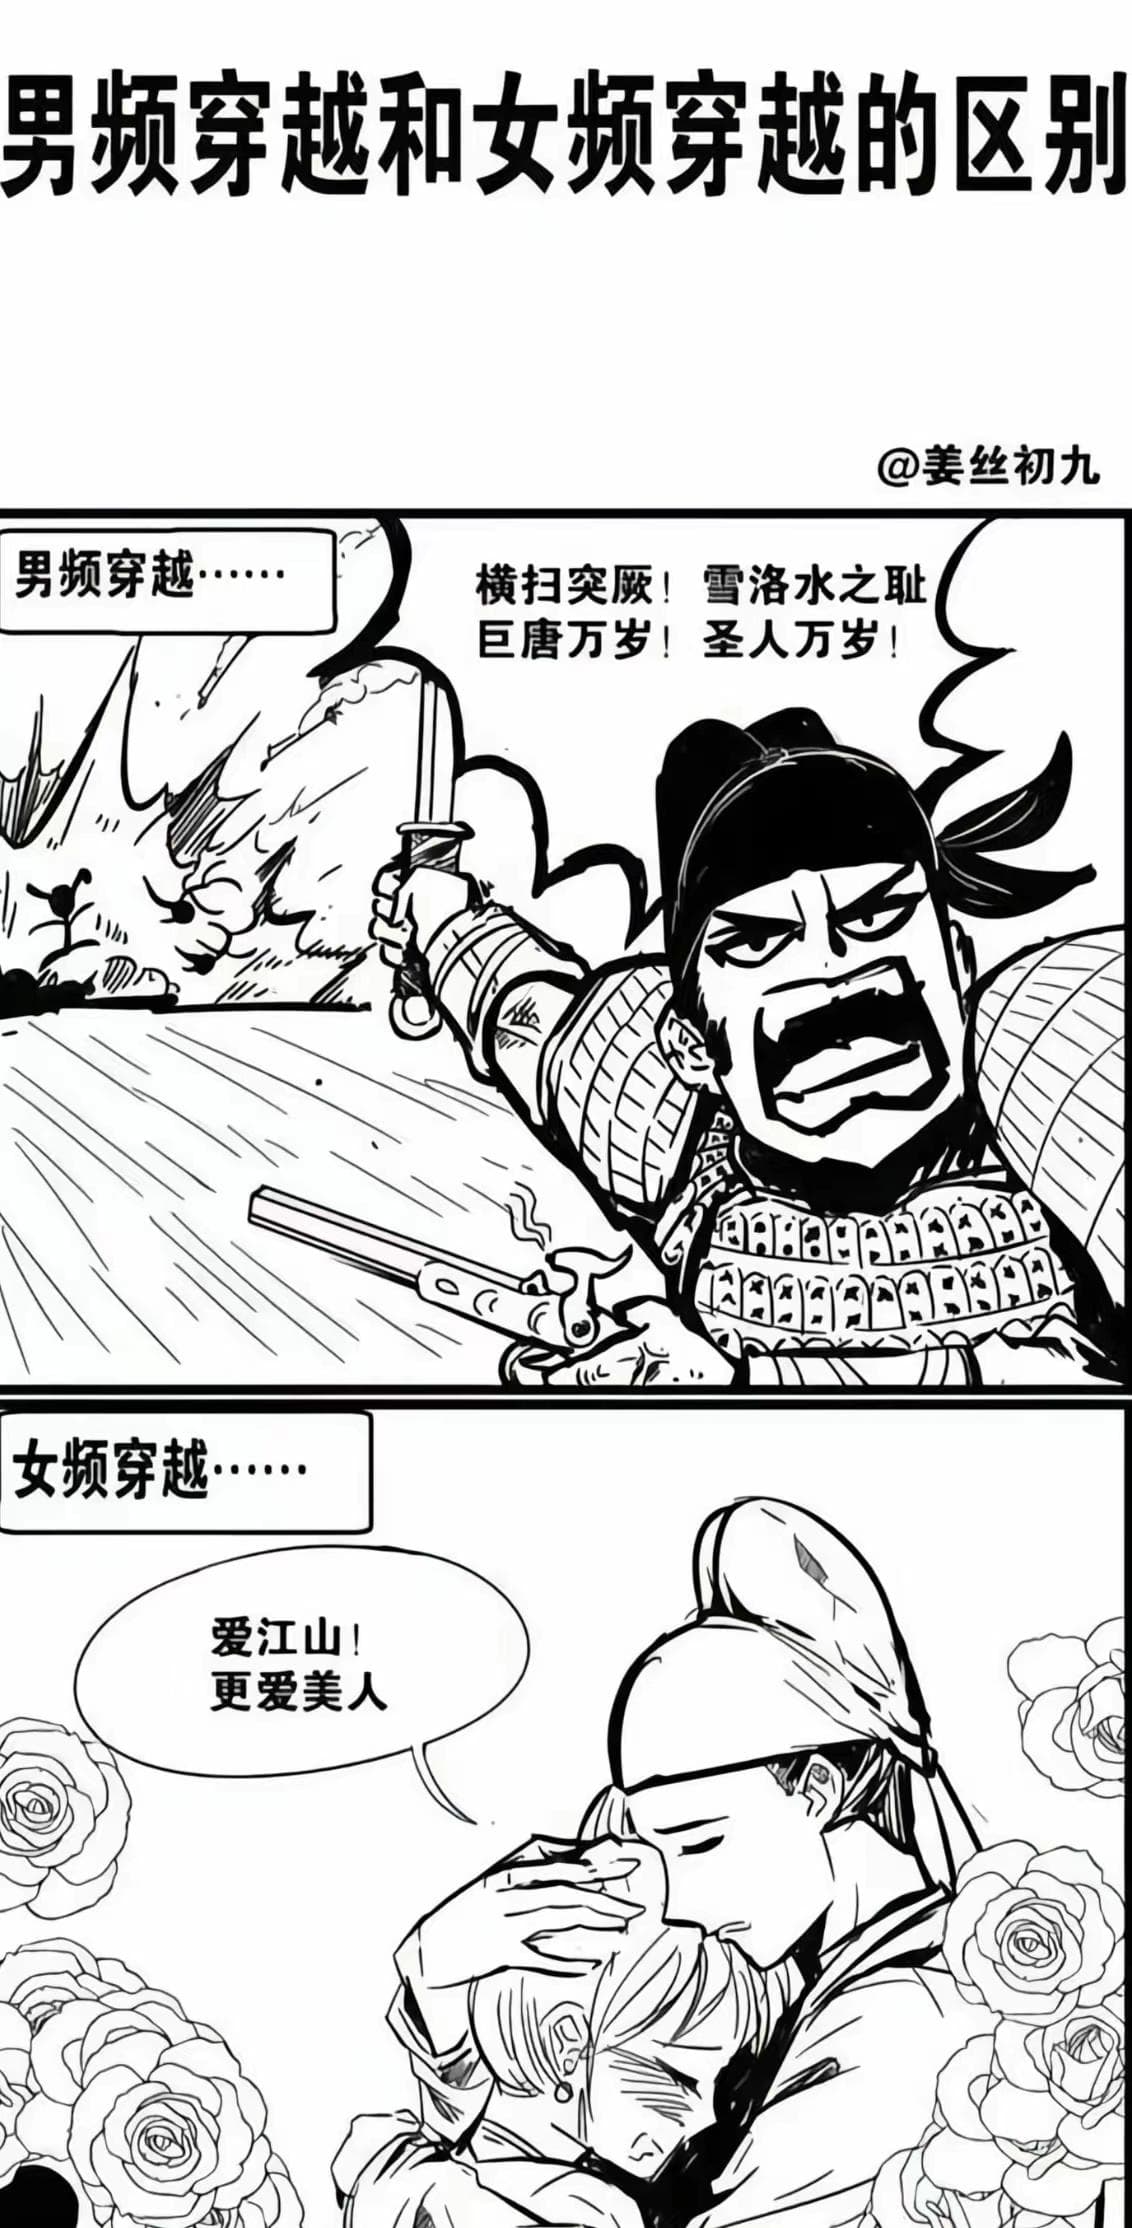 男频穿越和女频穿越的区别
@姜丝初九
男频穿越……
横扫突厥！雪洛水之耻
巨唐万岁！圣人万岁！
女频穿越……
爱江山！
更爱美人